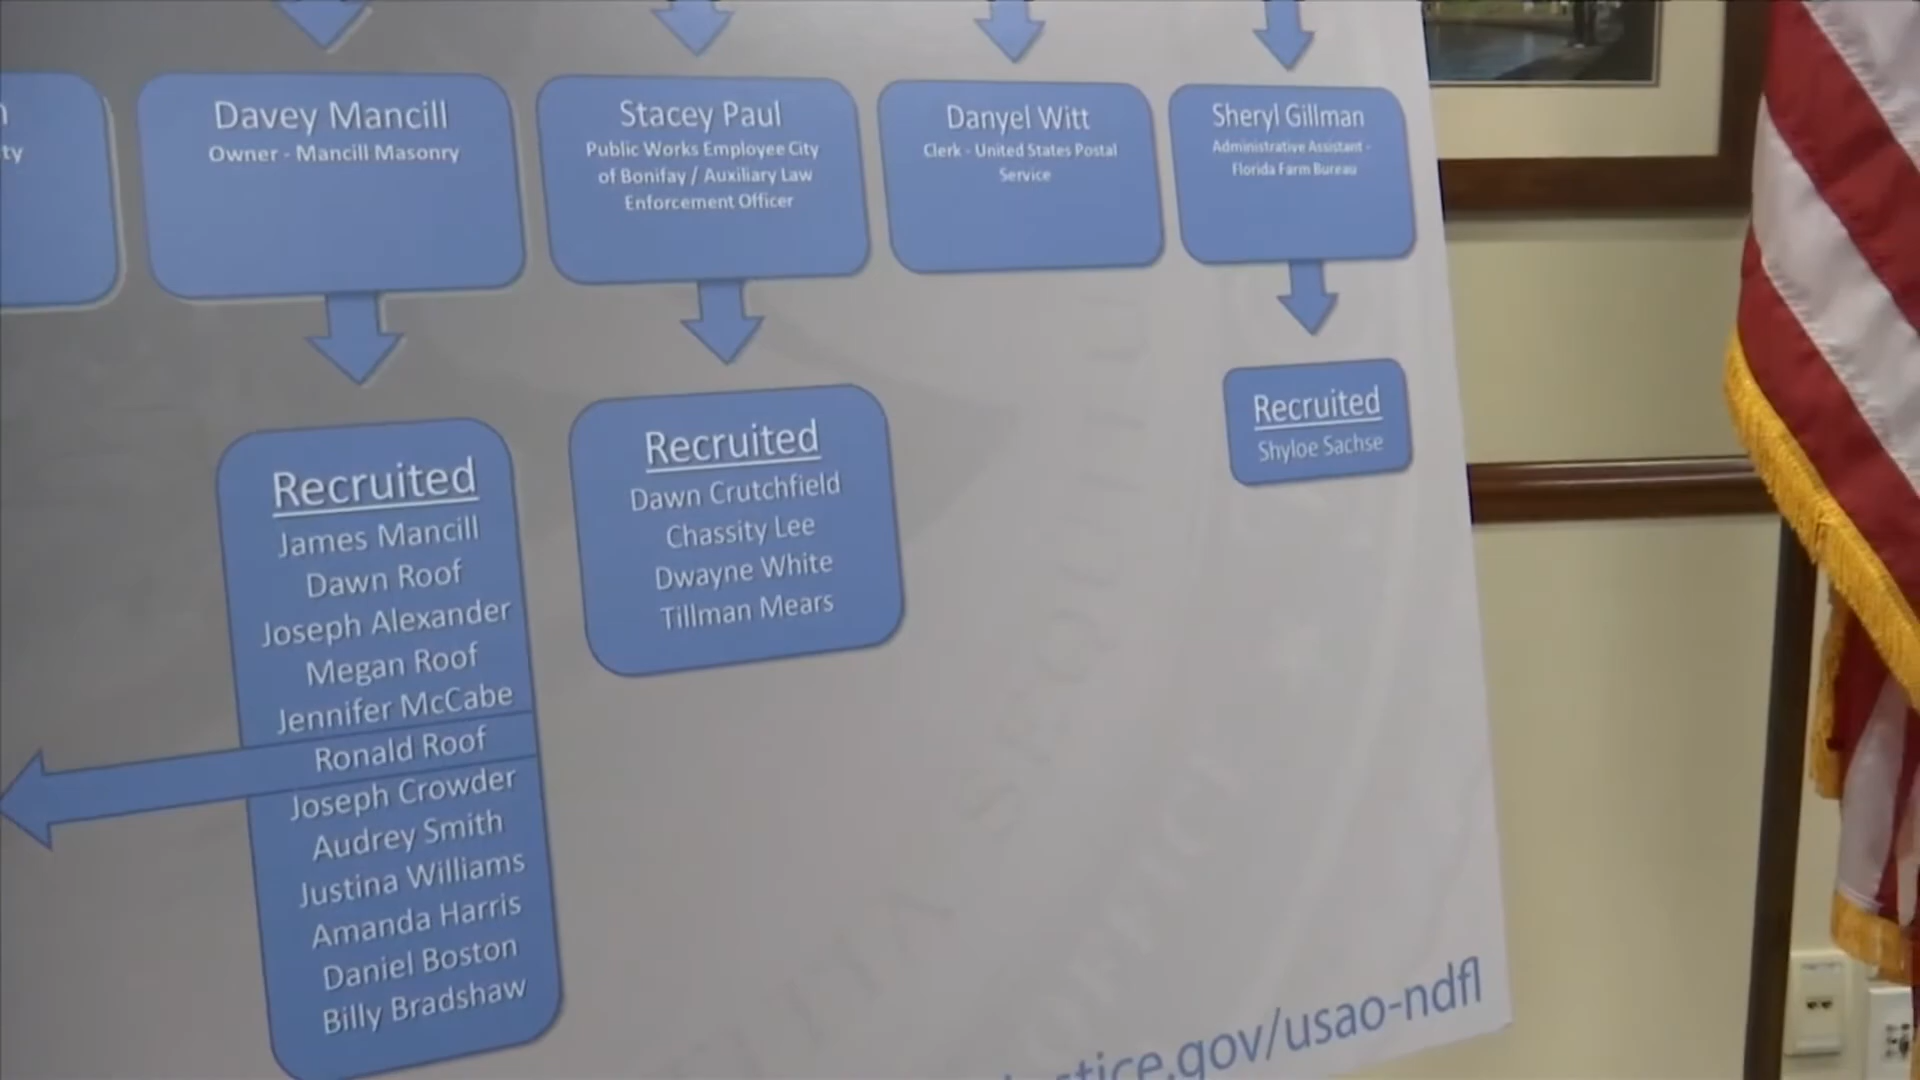 Davey Mancill
Owner - Mancill Masonry
Stacey Paul
Public Works Employee City
of Bonifay / Auxiliary Law
Enforcement Officer
Danyel Witt
Clerk - United States Postal
Service
Sheryl Gillman
Administrative Assistant -
Florida Farm Bureau
Recruited
James Mancill
Dawn Roof
Joseph Alexander
Megan Roof
Jennifer McCabe
Ronald Roof
Joseph Crowder
Audrey Smith
Justina Williams
Amanda Harris
Daniel Boston
Billy Bradshaw
Recruited
Dawn Crutchfield
Chassity Lee
Dwayne White
Tillman Mears
Recruited
Shyloe Sachse
stice.gov/usao-ndfl